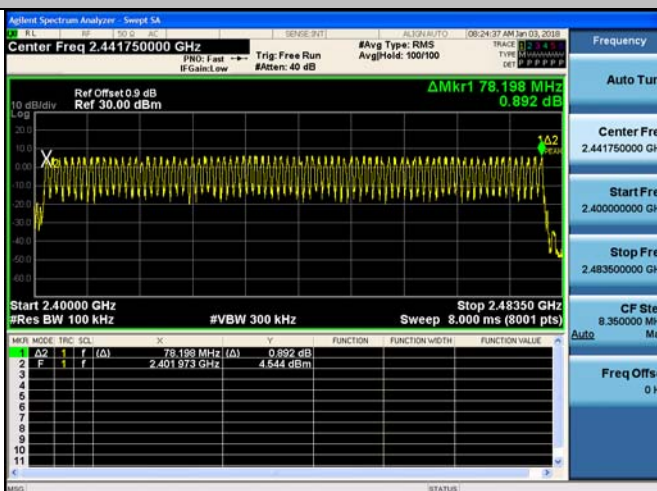 Agilent Spectrum Analyzer - Swept SA
RL RF 50 Ω AC SENSE:INT ALIGN AUTO 08:24:37 AM Jan 03, 2018
Center Freq 2.441750000 GHz
PNO: Fast
IFGain:Low
Trig: Free Run
#Atten: 40 dB
#Avg Type: RMS
Avg|Hold: 100/100
TRACE 1 2 3 4 5
TYPE
DET P P P P P P
Frequency
Auto Tun
ΔMkr1 78.198 MHz
0.892 dB
Ref Offset 0.9 dB
10 dB/div Ref 30.00 dBm
Log
20.0
10.0
0.00
-10.0
-20.0
-30.0
-40.0
-50.0
-60.0
X
1Δ2
PEAK
Center Fre
2.441750000 GH
Start Fre
2.400000000 GH
Stop Fre
2.483500000 GH
CF Ste
8.350000 MH
Auto Ma
Freq Offs
0 H
Start 2.40000 GHz Stop 2.48350 GHz
#Res BW 100 kHz #VBW 300 kHz Sweep 8.000 ms (8001 pts)
MKR MODE TRC SCL X Y FUNCTION FUNCTION WIDTH FUNCTION VALUE
1 Δ2 1 f (Δ) 78.198 MHz (Δ) 0.892 dB
2 F 1 f 2.401 973 GHz 4.544 dBm
3
4
5
6
7
8
9
10
11
MSG STATUS